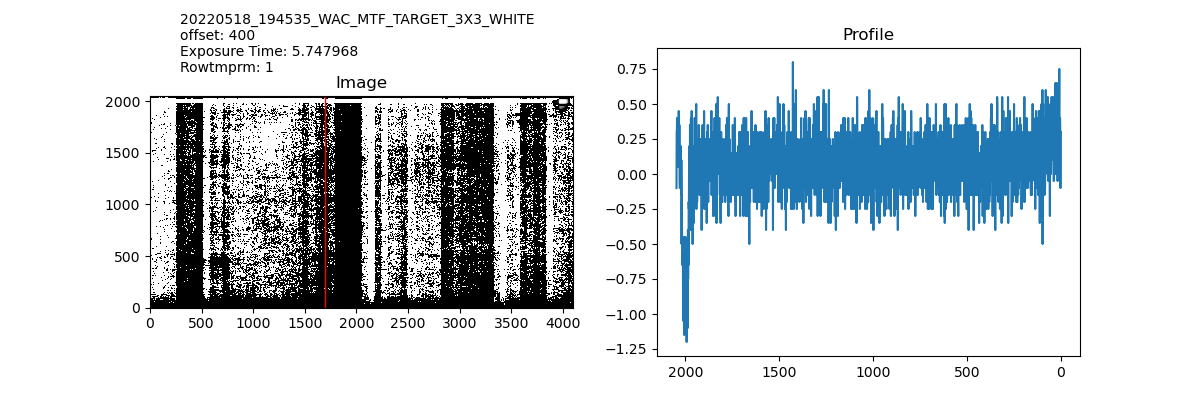 20220518_194535_WAC_MTF_TARGET_3X3_WHITE
offset: 400
Exposure Time: 5.747968
Rowtmprm: 1
Image
2000
1500
1000
500
0
0 500 1000 1500 2000 2500 3000 3500 4000
Profile
0.75
0.50
0.25
0.00
−0.25
−0.50
−0.75
−1.00
−1.25
2000 1500 1000 500 0